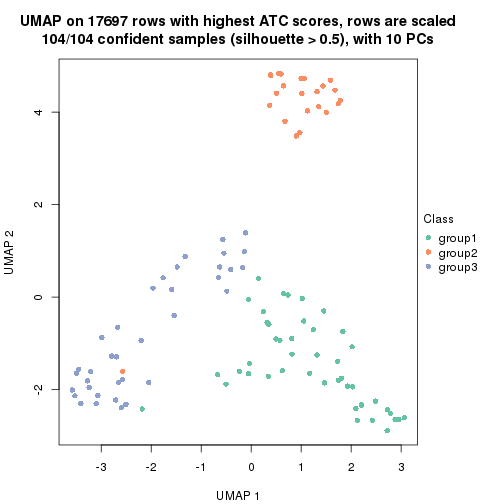 UMAP on 17697 rows with highest ATC scores, rows are scaled
104/104 confident samples (silhouette > 0.5), with 10 PCs
4
2
0
-2
UMAP 2
-3
-2
-1
0
1
2
3
UMAP 1
Class
group1
group2
group3